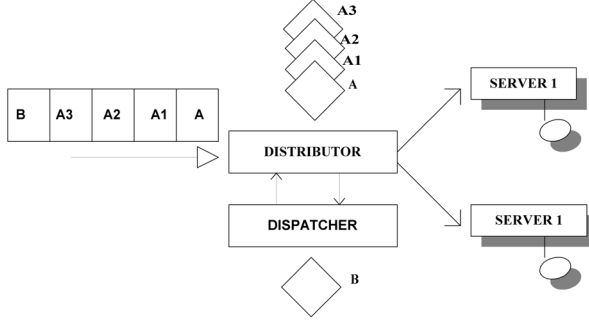 A3
A2
A1
A
SERVER 1
B A3 A2 A1 A
DISTRIBUTOR
DISPATCHER
SERVER 1
B